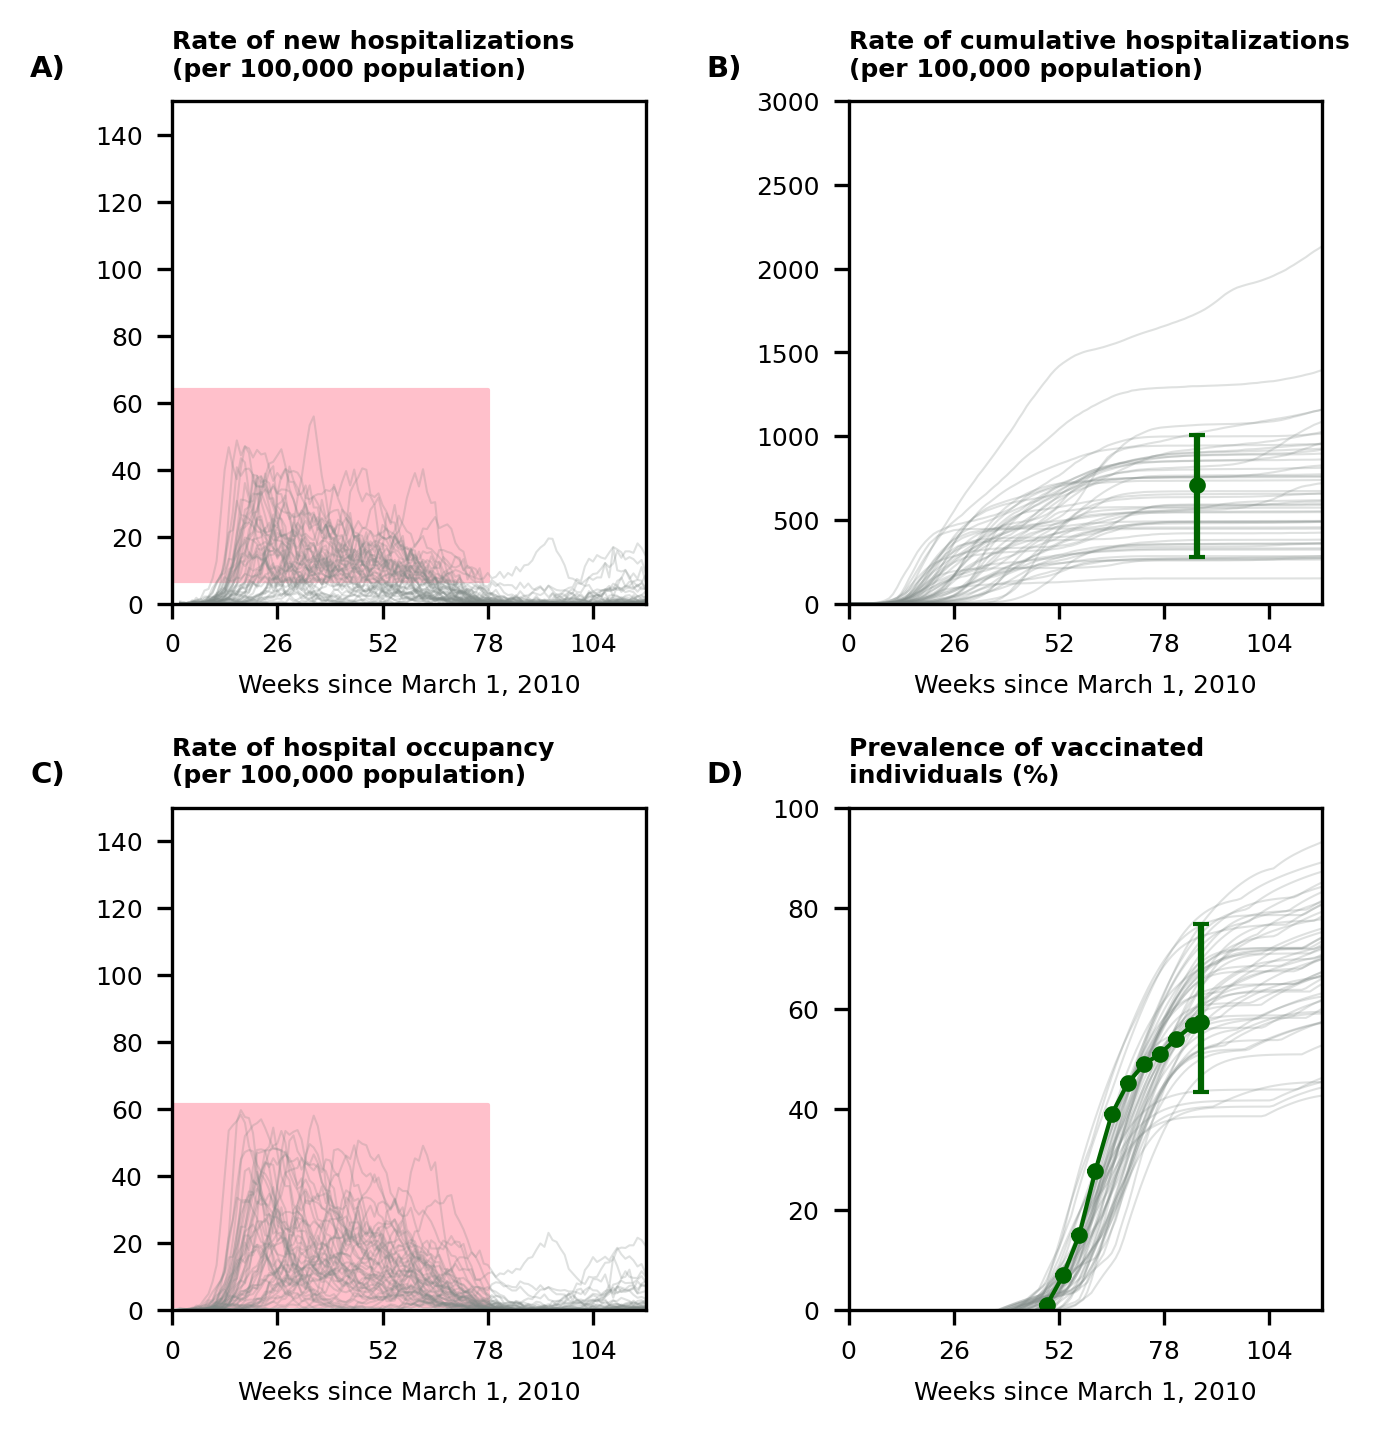 A)
Rate of new hospitalizations
(per 100,000 population)
140
120
100
80
60
40
20
0
0 26 52 78 104
Weeks since March 1, 2010
B)
Rate of cumulative hospitalizations
(per 100,000 population)
3000
2500
2000
1500
1000
500
0
0 26 52 78 104
Weeks since March 1, 2010
C)
Rate of hospital occupancy
(per 100,000 population)
140
120
100
80
60
40
20
0
0 26 52 78 104
Weeks since March 1, 2010
D)
Prevalence of vaccinated
individuals (%)
100
80
60
40
20
0
0 26 52 78 104
Weeks since March 1, 2010